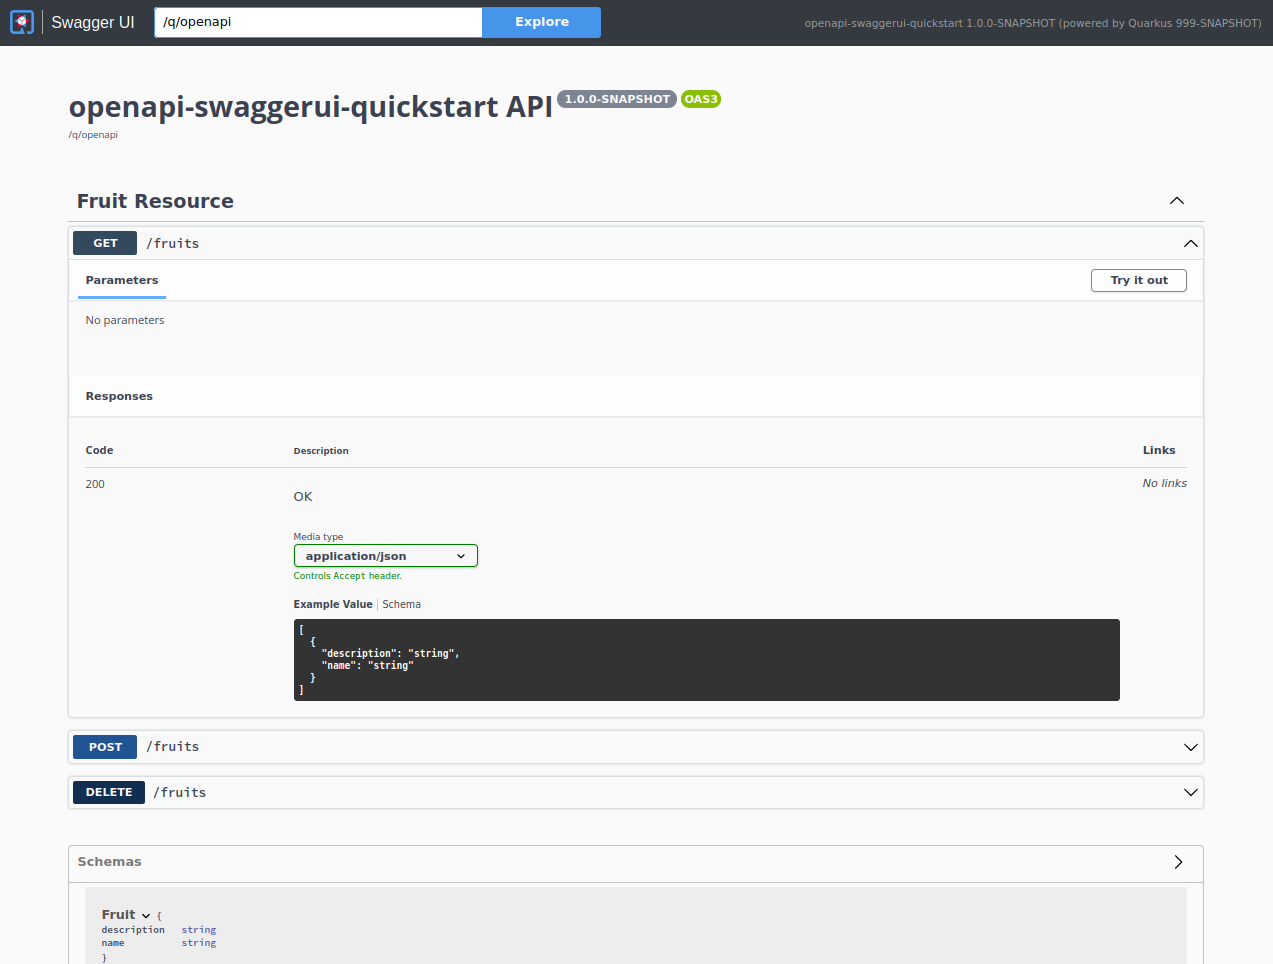 Swagger UI /q/openapi Explore openapi-swaggerui-quickstart 1.0.0-SNAPSHOT (powered by Quarkus 999-SNAPSHOT)
openapi-swaggerui-quickstart API 1.0.0-SNAPSHOT OAS3
/q/openapi
Fruit Resource
GET /fruits
Parameters Try it out
No parameters
Responses
Code Description Links
200 No links
OK
Media type
application/json
Controls Accept header.
Example Value | Schema
[
{
"description": "string",
"name": "string"
}
]
POST /fruits
DELETE /fruits
Schemas
Fruit {
description string
name string
}